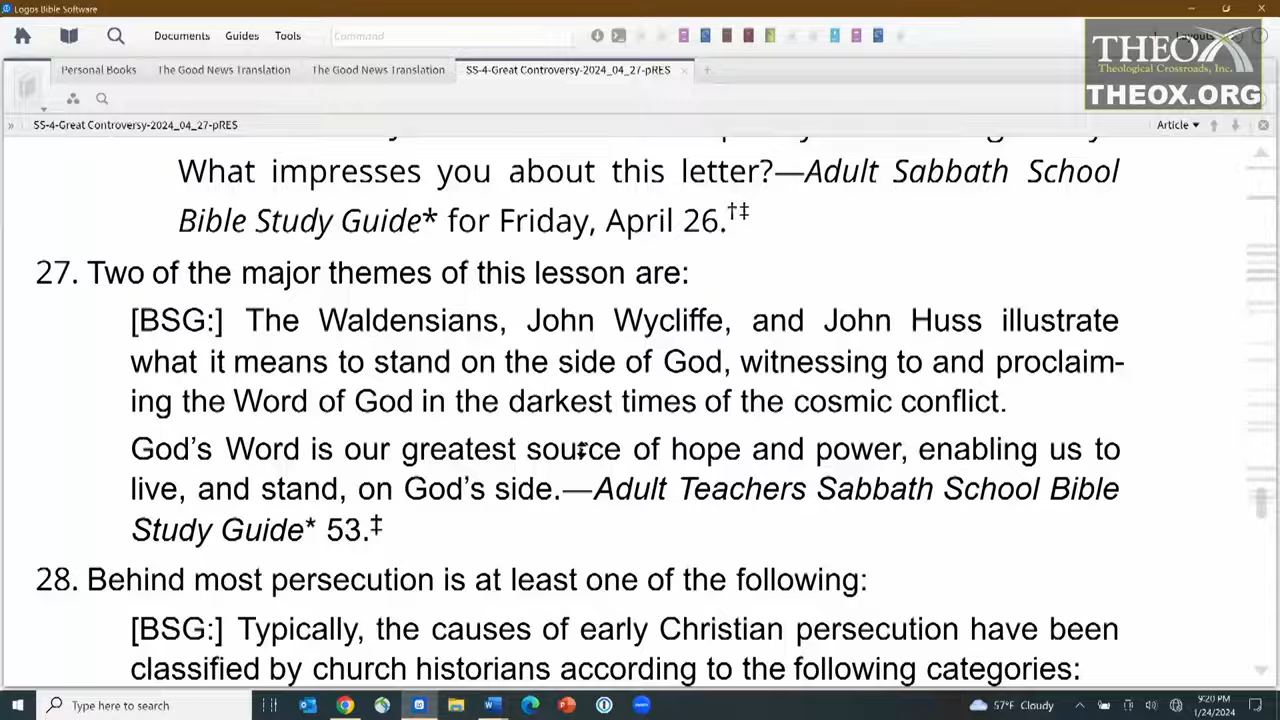 Logos Bible Software
Documents Guides Tools Command Layouts
THEOX
Theological Crossroads, Inc.
THEOX.ORG
Personal Books The Good News Translation The Good News Transla SS-4-Great Controversy-2024_04_27-pRES
SS-4-Great Controversy-2024_04_27-pRES Article
What impresses you about this letter?—Adult Sabbath School
Bible Study Guide* for Friday, April 26.†‡
27. Two of the major themes of this lesson are:
[BSG:] The Waldensians, John Wycliffe, and John Huss illustrate
what it means to stand on the side of God, witnessing to and proclaim-
ing the Word of God in the darkest times of the cosmic conflict.
God’s Word is our greatest source of hope and power, enabling us to
live, and stand, on God’s side.—Adult Teachers Sabbath School Bible
Study Guide* 53.‡
28. Behind most persecution is at least one of the following:
[BSG:] Typically, the causes of early Christian persecution have been
classified by church historians according to the following categories:
Type here to search 57°F Cloudy 9:20 PM
1/24/2024